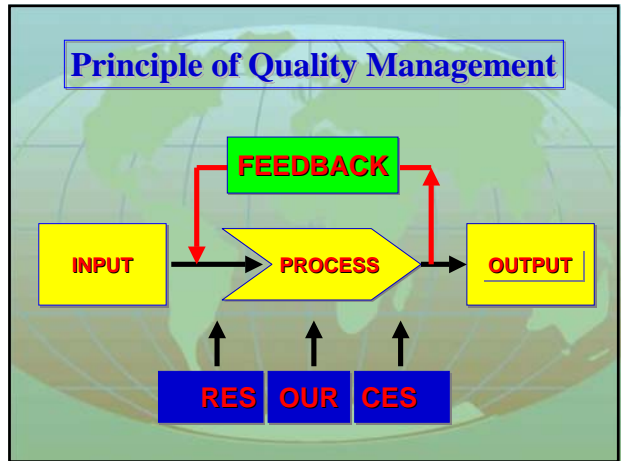 Principle of Quality Management
FEEDBACK
INPUT
PROCESS
OUTPUT
RES OUR CES